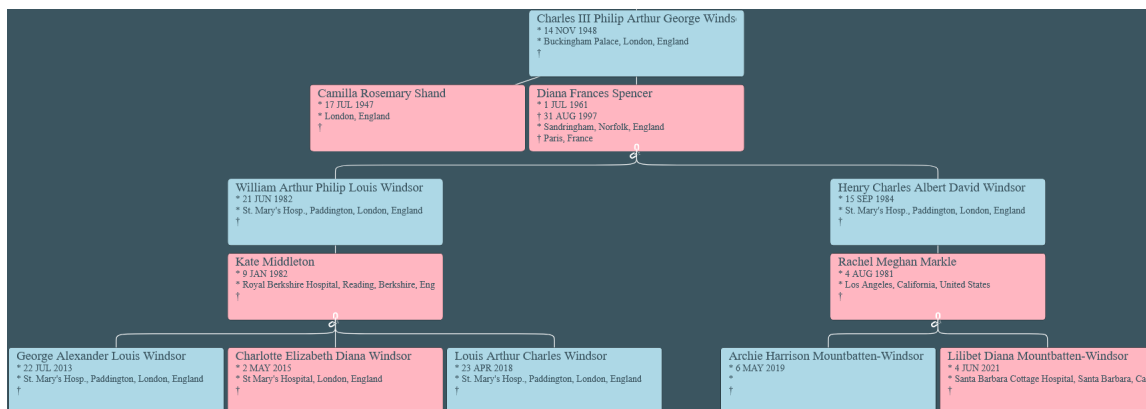 Charles III Philip Arthur George Winds
* 14 NOV 1948
* Buckingham Palace, London, England
†
Camilla Rosemary Shand
* 17 JUL 1947
* London, England
†
Diana Frances Spencer
* 1 JUL 1961
† 31 AUG 1997
* Sandringham, Norfolk, England
† Paris, France
William Arthur Philip Louis Windsor
* 21 JUN 1982
* St. Mary's Hosp., Paddington, London, England
†
Henry Charles Albert David Windsor
* 15 SEP 1984
* St. Mary's Hosp., Paddington, London, England
†
Kate Middleton
* 9 JAN 1982
* Royal Berkshire Hospital, Reading, Berkshire, Eng
†
Rachel Meghan Markle
* 4 AUG 1981
* Los Angeles, California, United States
†
George Alexander Louis Windsor
* 22 JUL 2013
* St. Mary's Hosp., Paddington, London, England
†
Charlotte Elizabeth Diana Windsor
* 2 MAY 2015
* St Mary's Hospital, London, England
†
Louis Arthur Charles Windsor
* 23 APR 2018
* St. Mary's Hosp., Paddington, London, England
†
Archie Harrison Mountbatten-Windsor
* 6 MAY 2019
*
†
Lilibet Diana Mountbatten-Windsor
* 4 JUN 2021
* Santa Barbara Cottage Hospital, Santa Barbara, Ca
†